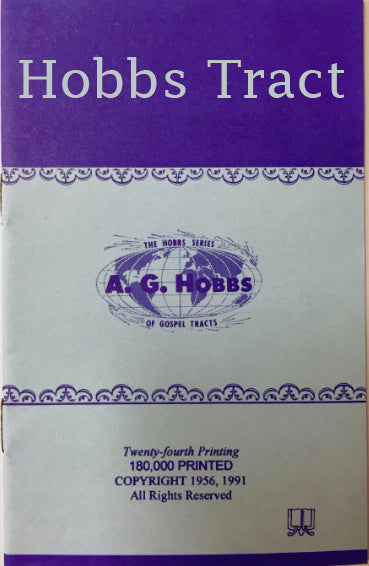 Hobbs Tract
THE HOBBS SERIES
A. G. HOBBS
OF GOSPEL TRACTS
Twenty-fourth Printing
180,000 PRINTED
COPYRIGHT 1956, 1991
All Rights Reserved